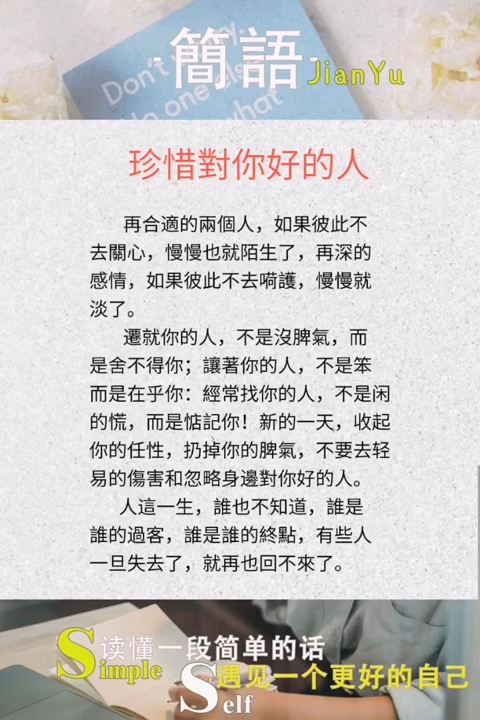 Don't worry.
·簡語·
JianYu
no one else
what
珍惜對你好的人
再合適的兩個人，如果彼此不
去關心，慢慢也就陌生了，再深的
感情，如果彼此不去嗬護，慢慢就
淡了。
遷就你的人，不是沒脾氣，而
是舍不得你；讓著你的人，不是笨
而是在乎你：經常找你的人，不是闲
的慌，而是惦記你！新的一天，收起
你的任性，扔掉你的脾氣，不要去轻
易的傷害和忽略身邊對你好的人。
人這一生，誰也不知道，誰是
誰的過客，誰是誰的終點，有些人
一旦失去了，就再也回不來了。
Simple
读懂一段简单的话
Self
遇见一个更好的自己